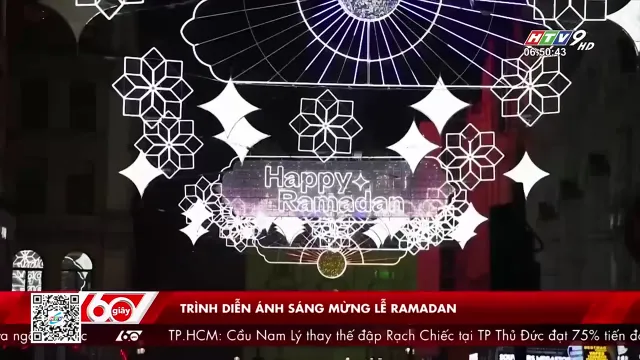 HTV9 HD
06:50:43
Happy
Ramadan
60 giây
TRÌNH DIỄN ÁNH SÁNG MỪNG LỄ RAMADAN
60
TP.HCM: Cầu Nam Lý thay thế đập Rạch Chiếc tại TP Thủ Đức đạt 75% tiến đ